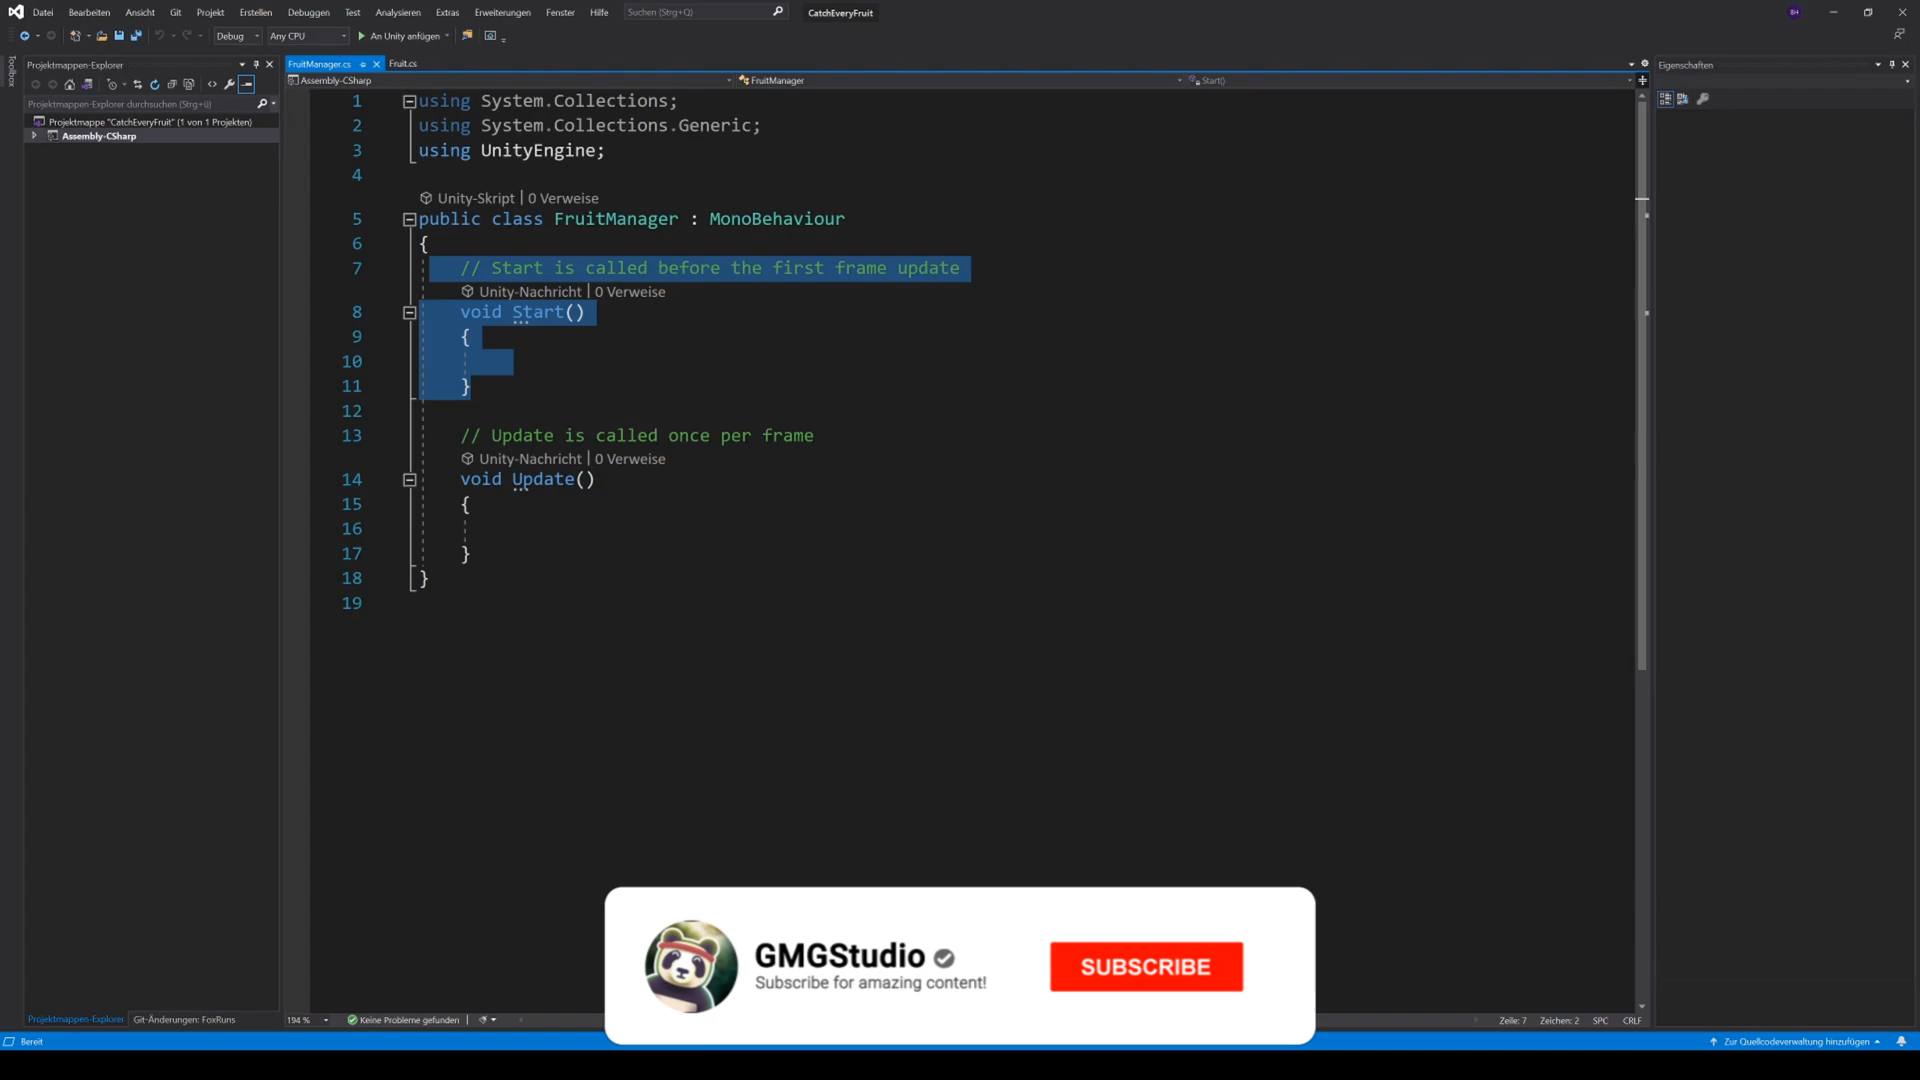 Datei Bearbeiten Ansicht Git Projekt Erstellen Debuggen Test Analysieren Extras Erweiterungen Fenster Hilfe Suchen (Strg+Q) CatchEveryFruit BH
Debug Any CPU An Unity anfügen
Toolbox
Projektmappen-Explorer
Projektmappen-Explorer durchsuchen (Strg+ü)
Projektmappe "CatchEveryFruit" (1 von 1 Projekten)
Assembly-CSharp
FruitManager.cs Fruit.cs
Assembly-CSharp FruitManager Start()
Eigenschaften
1 using System.Collections;
2 using System.Collections.Generic;
3 using UnityEngine;
4
Unity-Skript | 0 Verweise
5 public class FruitManager : MonoBehaviour
6 {
7 // Start is called before the first frame update
Unity-Nachricht | 0 Verweise
8 void Start()
9 {
10
11 }
12
13 // Update is called once per frame
Unity-Nachricht | 0 Verweise
14 void Update()
15 {
16
17 }
18 }
19
GMGStudio
Subscribe for amazing content!
SUBSCRIBE
Projektmappen-Explorer Git-Änderungen: FoxRuns
194 % Keine Probleme gefunden Zeile: 7 Zeichen: 2 SPC CRLF
Bereit Zur Quellcodeverwaltung hinzufügen